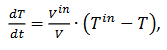 dT/dt = V^in/V · (T^in − T),